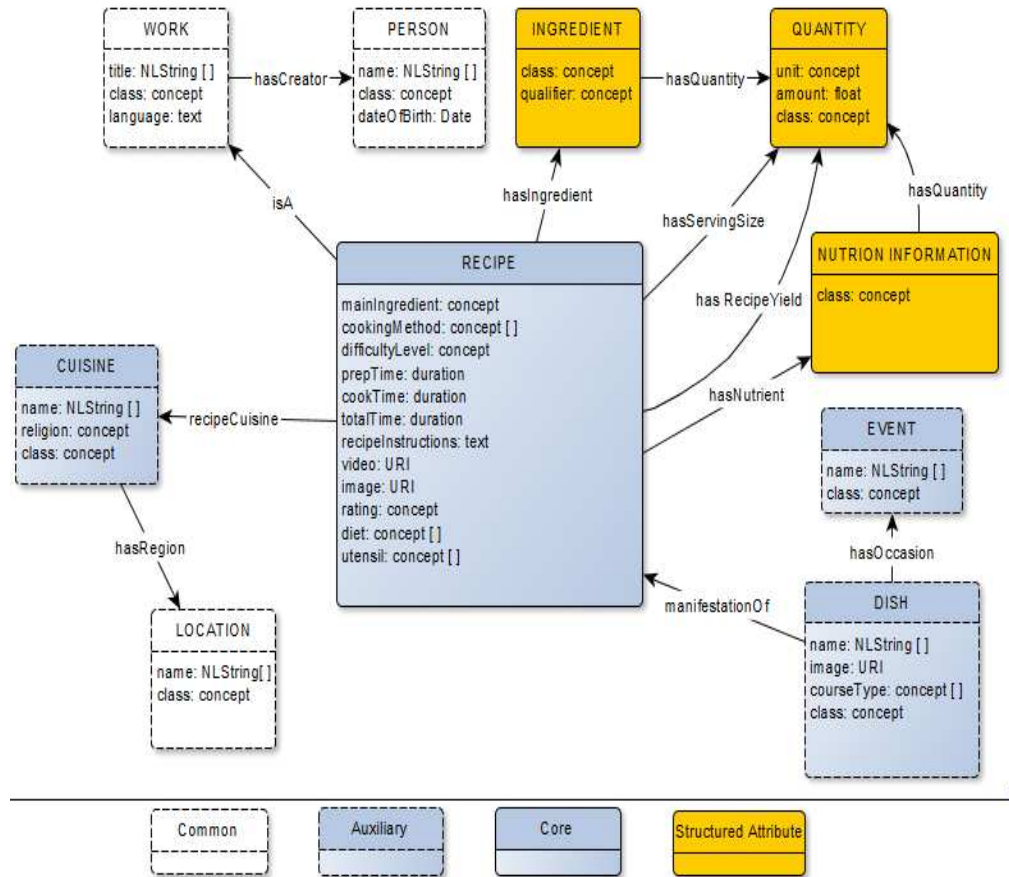 WORK
title: NLString [ ]
class: concept
language: text
hasCreator
PERSON
name: NLString [ ]
class: concept
dateOfBirth: Date
INGREDIENT
class: concept
qualifier: concept
hasQuantity
QUANTITY
unit: concept
amount: float
class: concept
isA
hasIngredient
hasServingSize
hasQuantity
NUTRION INFORMATION
class: concept
has RecipeYield
hasNutrient
RECIPE
mainIngredient: concept
cookingMethod: concept [ ]
difficultyLevel: concept
prepTime: duration
cookTime: duration
totalTime: duration
recipeInstructions: text
video: URI
image: URI
rating: concept
diet: concept [ ]
utensil: concept [ ]
CUISINE
name: NLString [ ]
religion: concept
class: concept
recipeCuisine
hasRegion
LOCATION
name: NLString[ ]
class: concept
EVENT
name: NLString [ ]
class: concept
hasOccasion
manifestationOf
DISH
name: NLString [ ]
image: URI
courseType: concept [ ]
class: concept
Common
Auxiliary
Core
Structured Attribute